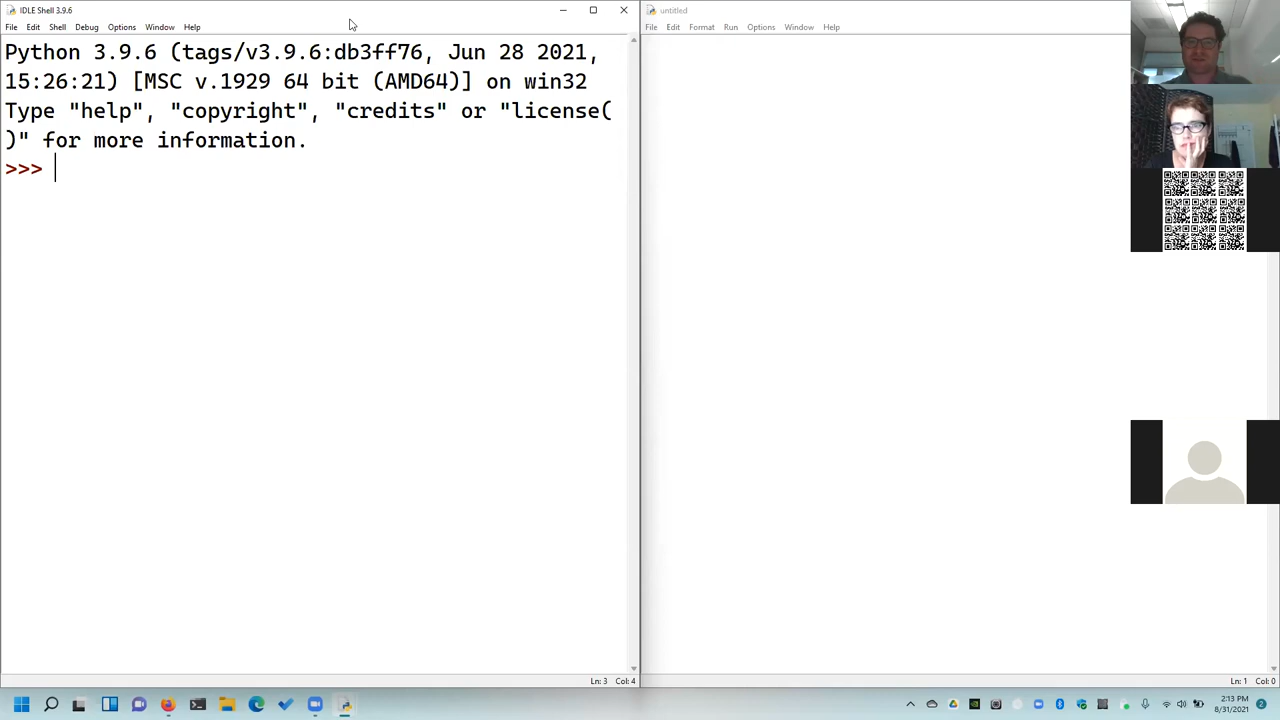 IDLE Shell 3.9.6
File Edit Shell Debug Options Window Help
Python 3.9.6 (tags/v3.9.6:db3ff76, Jun 28 2021,
15:26:21) [MSC v.1929 64 bit (AMD64)] on win32
Type "help", "copyright", "credits" or "license(
)" for more information.
>>>
Ln: 3 Col: 4
untitled
File Edit Format Run Options Window Help
Ln: 1 Col: 0
2:13 PM
8/31/2021
2